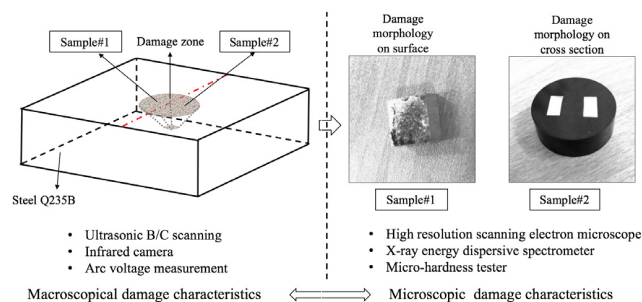 Sample#1
Damage zone
Sample#2
Steel Q235B
• Ultrasonic B/C scanning
• Infrared camera
• Arc voltage measurement
Macroscopical damage characteristics
Damage
morphology
on surface
Damage
morphology on
cross section
Sample#1
Sample#2
• High resolution scanning electron microscope
• X-ray energy dispersive spectrometer
• Micro-hardness tester
Microscopic damage characteristics